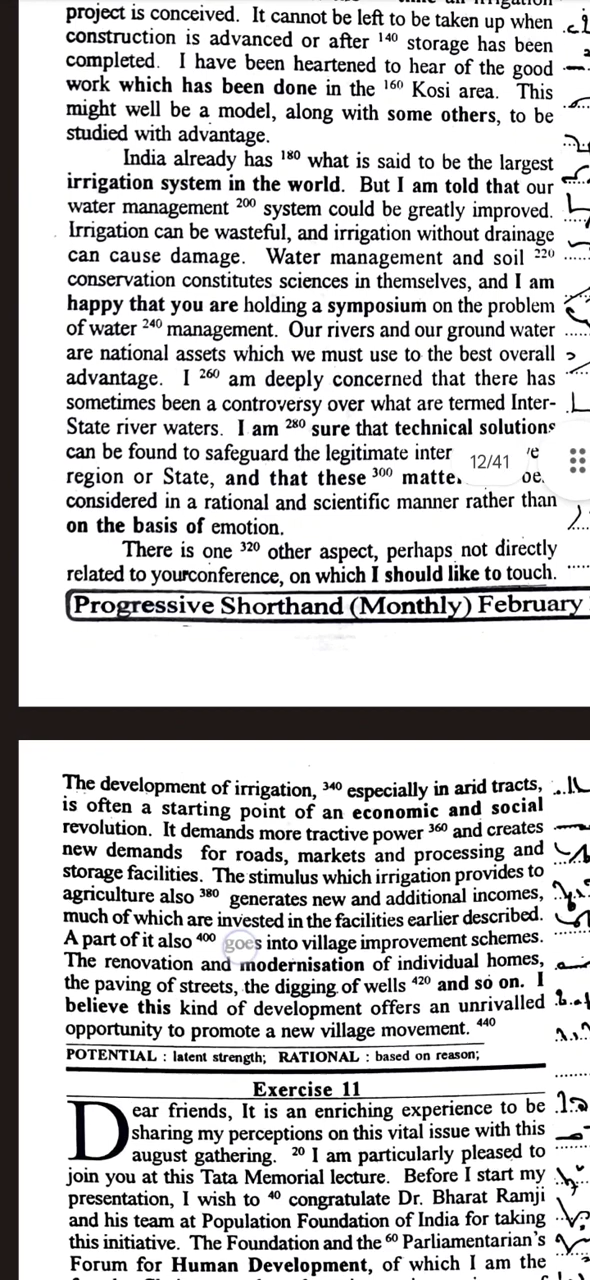 project is conceived. It cannot be left to be taken up when
construction is advanced or after 140 storage has been
completed. I have been heartened to hear of the good
work which has been done in the 160 Kosi area. This
might well be a model, along with some others, to be
studied with advantage.
India already has 180 what is said to be the largest
irrigation system in the world. But I am told that our
water management 200 system could be greatly improved.
Irrigation can be wasteful, and irrigation without drainage
can cause damage. Water management and soil 220
conservation constitutes sciences in themselves, and I am
happy that you are holding a symposium on the problem
of water 240 management. Our rivers and our ground water
are national assets which we must use to the best overall
advantage. I 260 am deeply concerned that there has
sometimes been a controversy over what are termed Inter-
State river waters. I am 280 sure that technical solutions
can be found to safeguard the legitimate inter
12/41
region or State, and that these 300
considered in a rational and scientific manner rather than
on the basis of emotion.
There is one 320 other aspect, perhaps not directly
related to yourconference, on which I should like to touch.
Progressive Shorthand (Monthly) February
The development of irrigation, 340 especially in arid tracts,
is often a starting point of an economic and social
revolution. It demands more tractive power 360 and creates
new demands for roads, markets and processing and
storage facilities. The stimulus which irrigation provides to
agriculture also 380 generates new and additional incomes,
much of which are invested in the facilities earlier described.
A part of it also 400 goes into village improvement schemes.
The renovation and modernisation of individual homes,
the paving of streets, the digging of wells 420 and so on. I
believe this kind of development offers an unrivalled
opportunity to promote a new village movement. 440
POTENTIAL : latent strength; RATIONAL : based on reason;
Exercise 11
Dear friends, It is an enriching experience to be
sharing my perceptions on this vital issue with this
august gathering. 20 I am particularly pleased to
join you at this Tata Memorial lecture. Before I start my
presentation, I wish to 40 congratulate Dr. Bharat Ramji
and his team at Population Foundation of India for taking
this initiative. The Foundation and the 60 Parliamentarian's
Forum for Human Development, of which I am the